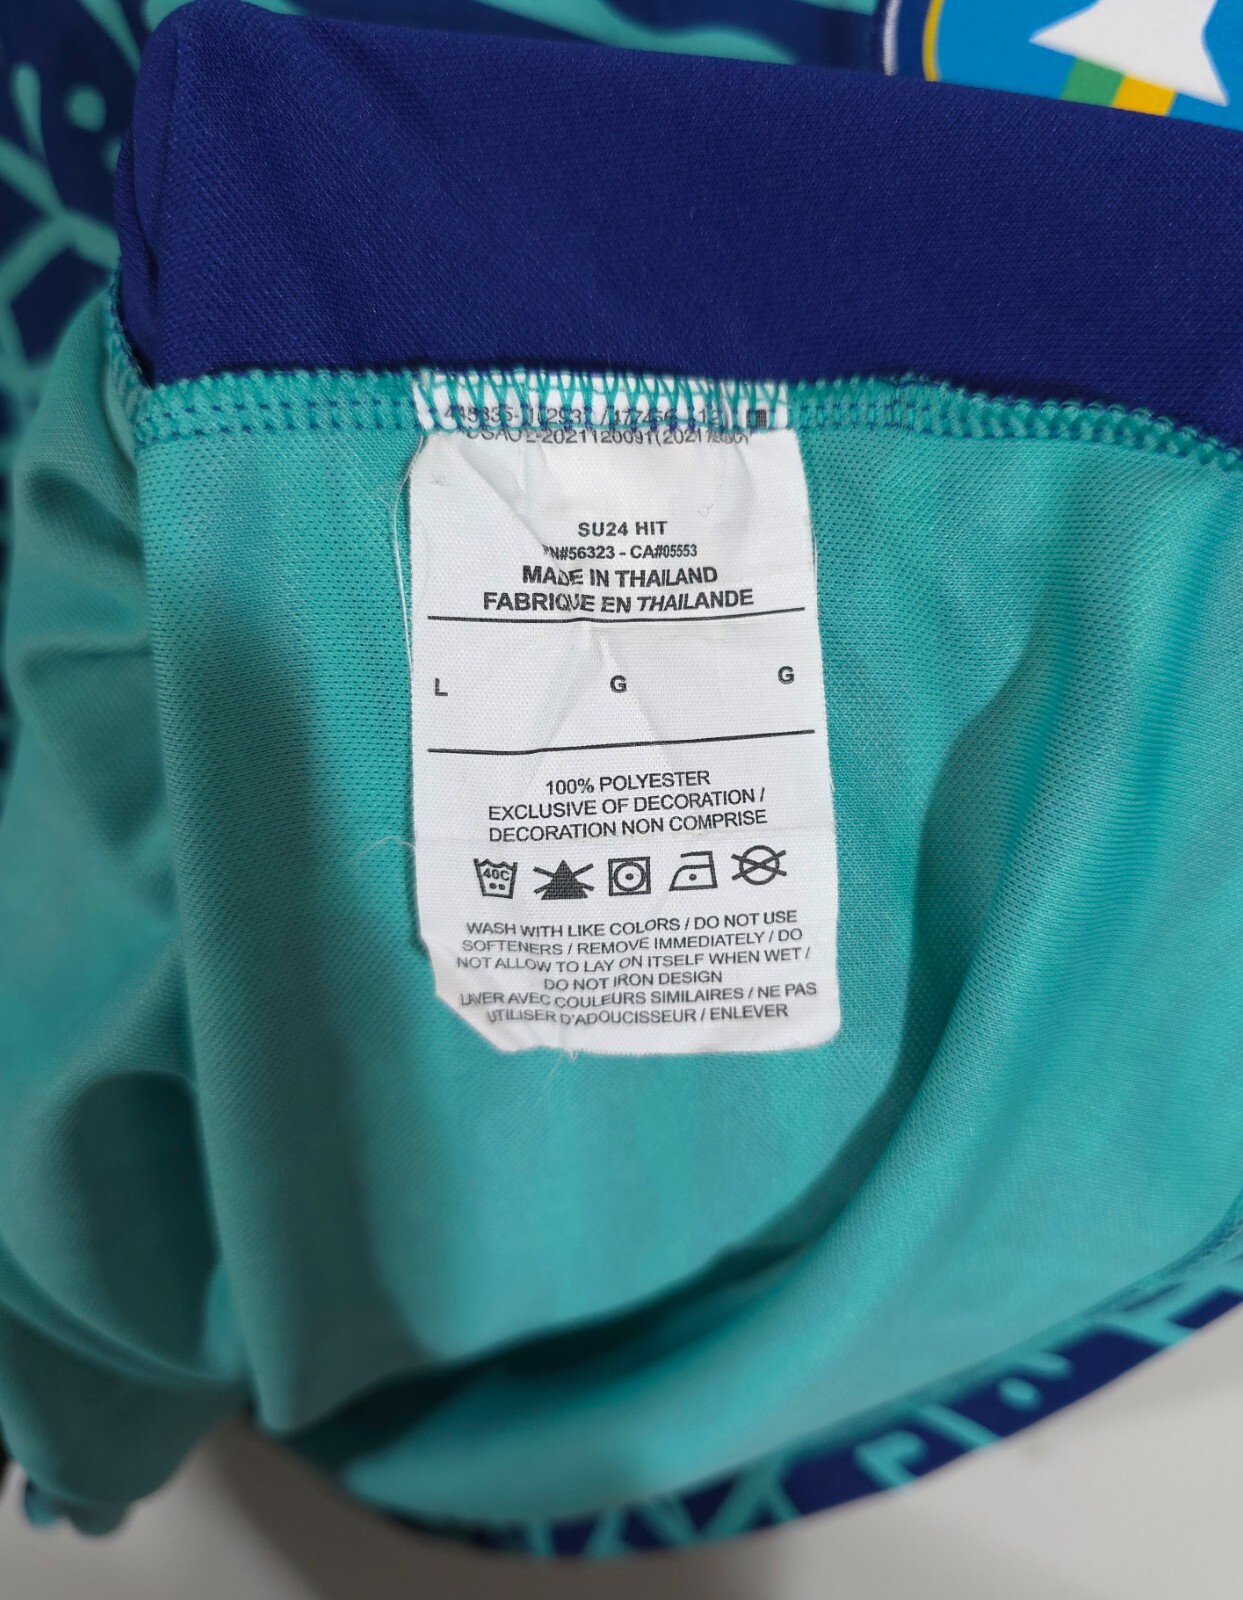 SU24 HIT
N#56323 - CA#05553
MADE IN THAILAND
FABRIQUE EN THAILANDE
L G G
100% POLYESTER
EXCLUSIVE OF DECORATION /
DECORATION NON COMPRISE
40C
WASH WITH LIKE COLORS / DO NOT USE
SOFTENERS / REMOVE IMMEDIATELY / DO
NOT ALLOW TO LAY ON ITSELF WHEN WET /
DO NOT IRON DESIGN
LAVER AVEC COULEURS SIMILAIRES / NE PAS
UTILISER D'ADOUCISSEUR / ENLEVER